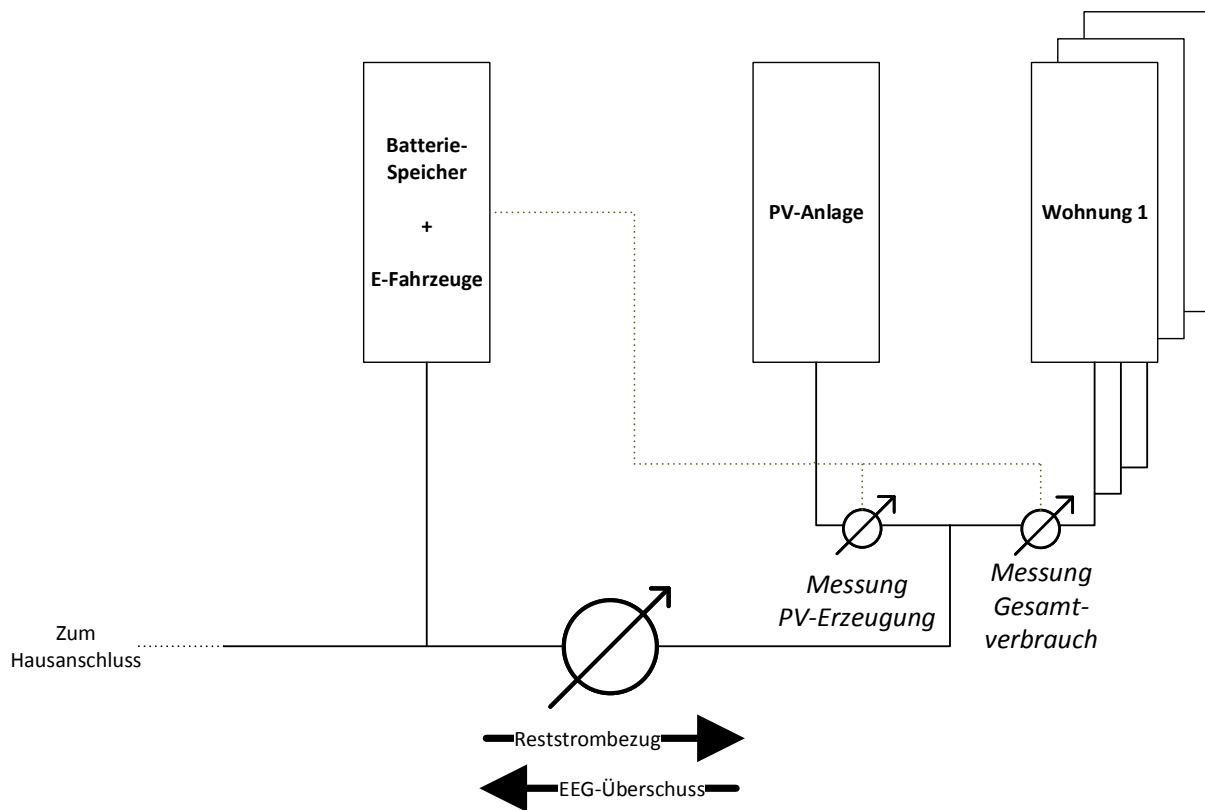 Batterie-
Speicher
+
E-Fahrzeuge
PV-Anlage
Wohnung 1
Messung
PV-Erzeugung
Messung
Gesamt-
verbrauch
Zum
Hausanschluss
Reststrombezug
EEG-Überschuss